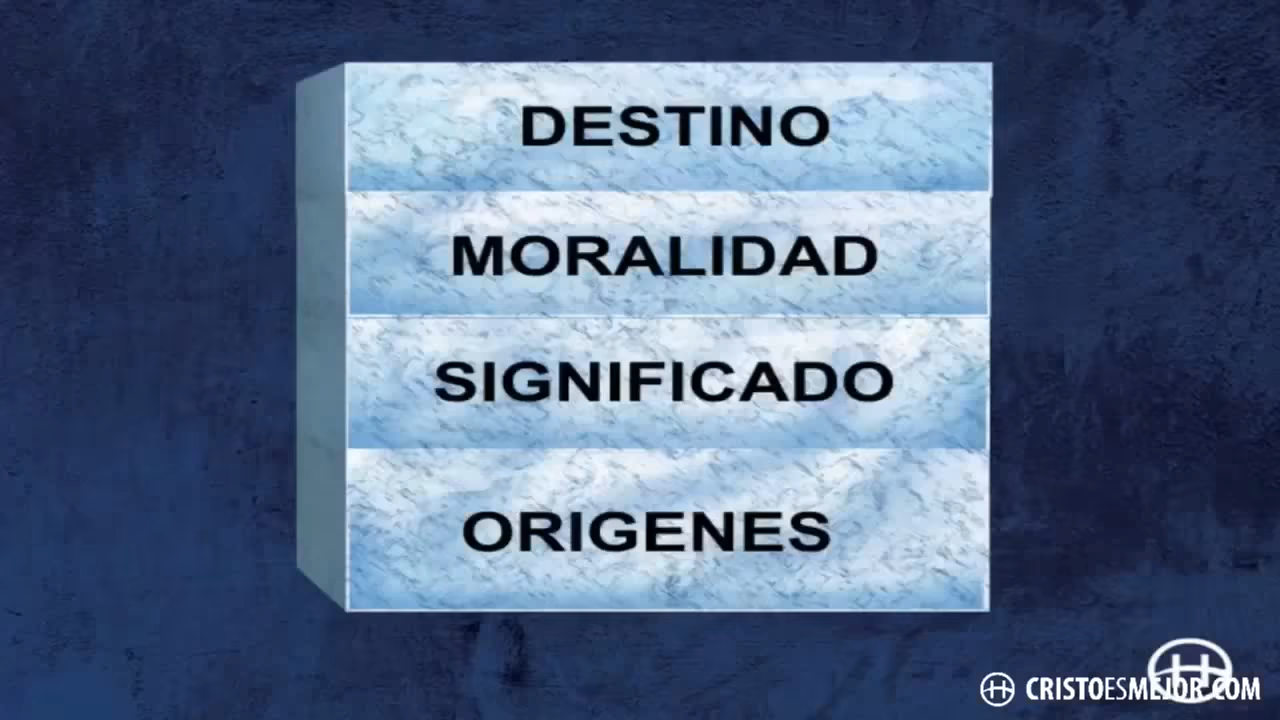 DESTINO
MORALIDAD
SIGNIFICADO
ORIGENES
CRISTOESMEJOR.COM